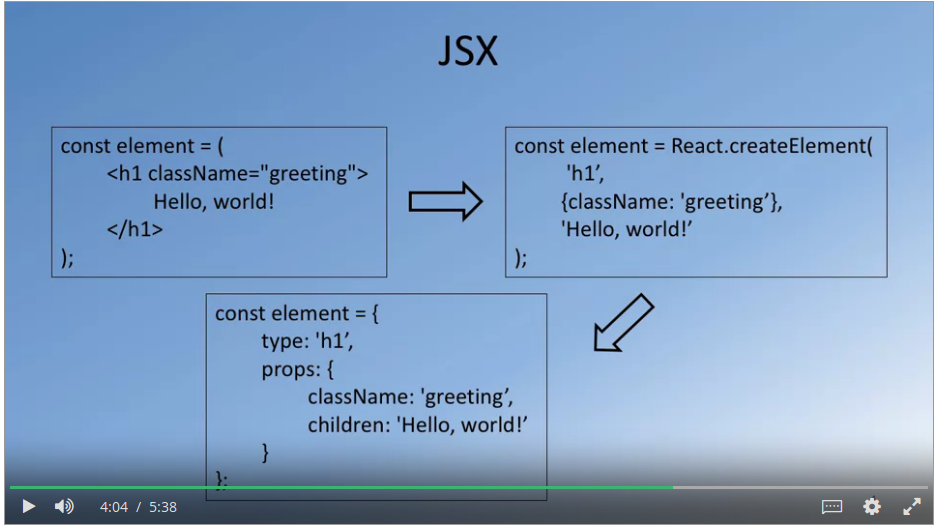 JSX
const element = (
<h1 className="greeting">
Hello, world!
</h1>
);
const element = React.createElement(
'h1’,
{className: 'greeting’},
'Hello, world!’
);
const element = {
type: 'h1’,
props: {
className: 'greeting’,
children: 'Hello, world!’
}
};
4:04 / 5:38